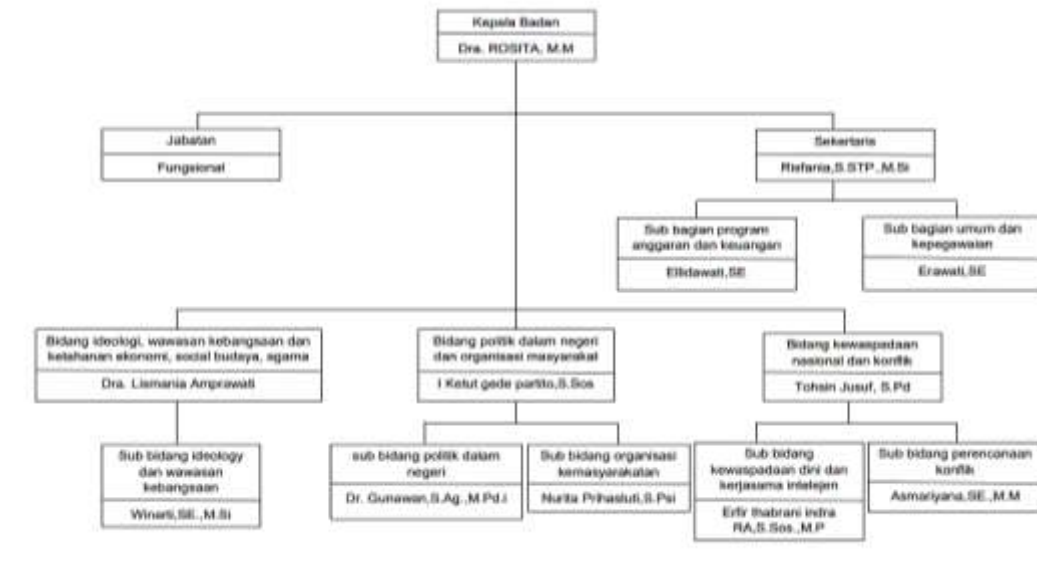 Kepala Badan
Dra. ROSITA, M.M
Jabatan
Fungsional
Sekertaris
Risfania,S.STP.,M.Si
Sub bagian program
anggaran dan keuangan
Ellidawati,SE
Sub bagian umum dan
kepegawaian
Erawati,SE
Bidang ideologi, wawasan kebangsaan dan
ketahanan ekonomi, social budaya, agama
Dra. Lismania Amprawati
Bidang politik dalam negeri
dan organisasi masyarakat
I Ketut gede partito,S.Sos
Bidang kewaspadaan
nasional dan konflik
Tohsin Jusuf, S.Pd
Sub bidang ideology
dan wawasan
kebangsaan
Winarti,SE.,M.Si
sub bidang politik dalam
negeri
Dr. Gunawan,S.Ag.,M.Pd.i
Sub bidang organisasi
kemasyarakatan
Nurita Prihastuti,S.Psi
Sub bidang
kewaspadaan dini dan
kerjasama intelejen
Erfir thabrani indra
RA,S.Sos.,M.P
Sub bidang perencanaan
konflik
Asmariyana,SE.,M.M